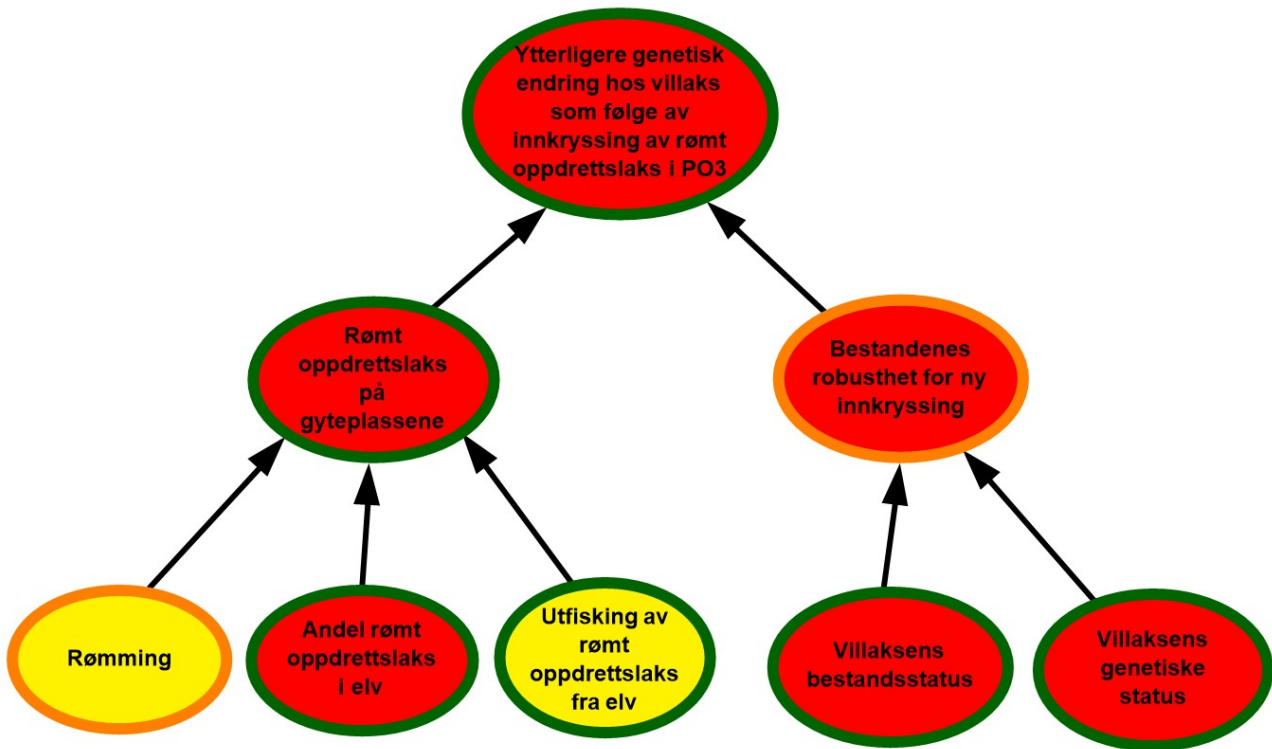 Ytterligere genetisk
endring hos villaks
som følge av
innkryssing av rømt
oppdrettslaks i PO3
Rømt
oppdrettslaks
på
gyteplassene
Bestandenes
robusthet for ny
innkryssing
Rømming
Andel rømt
oppdrettslaks
i elv
Utfisking av
rømt
oppdrettslaks
fra elv
Villaksens
bestandsstatus
Villaksens
genetiske
status